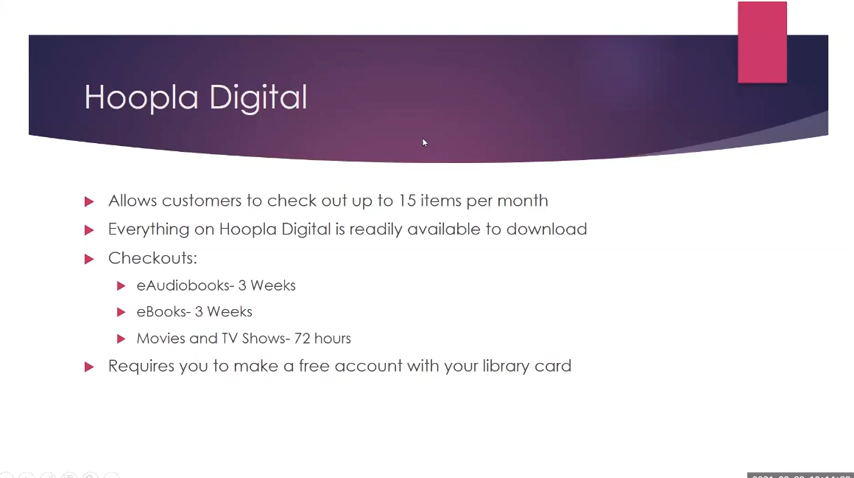 Hoopla Digital
Allows customers to check out up to 15 items per month
Everything on Hoopla Digital is readily available to download
Checkouts:
eAudiobooks- 3 Weeks
eBooks- 3 Weeks
Movies and TV Shows- 72 hours
Requires you to make a free account with your library card